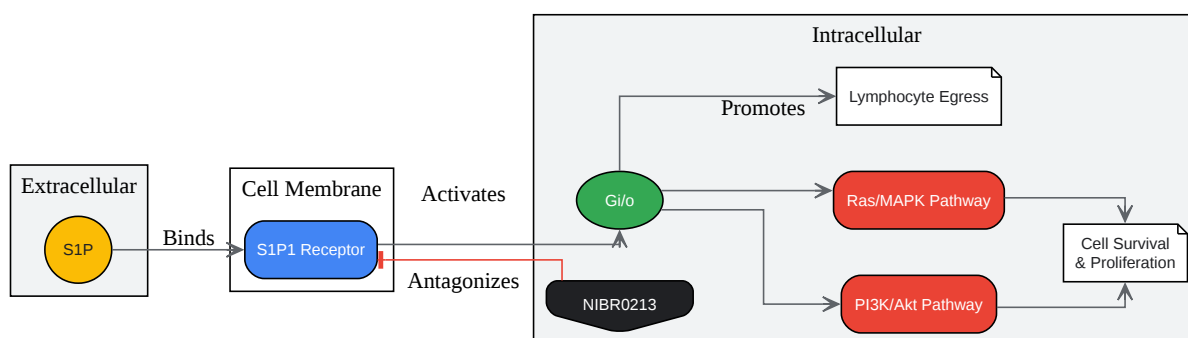 Intracellular
Lymphocyte Egress
Promotes
Extracellular
Cell Membrane
Activates
Gi/o
Ras/MAPK Pathway
S1P
Binds
S1P1 Receptor
Cell Survival
& Proliferation
Antagonizes
NIBR0213
PI3K/Akt Pathway